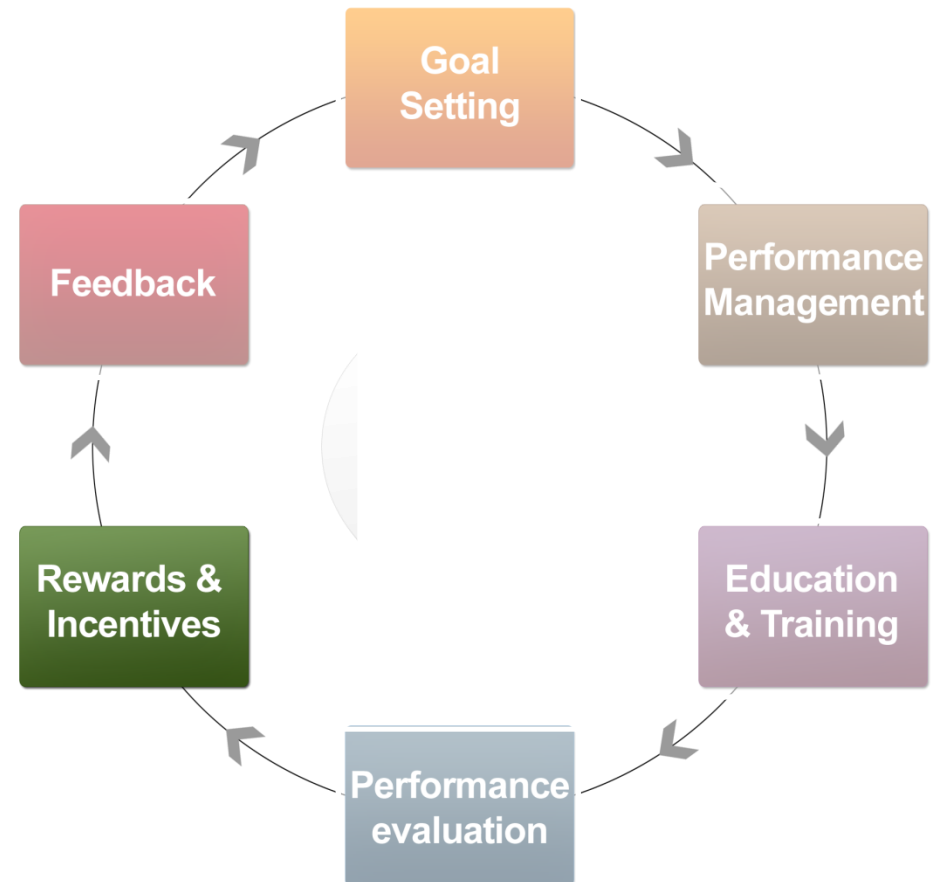 Goal
Setting
Performance
Management
Education
& Training
Performance
evaluation
Rewards &
Incentives
Feedback